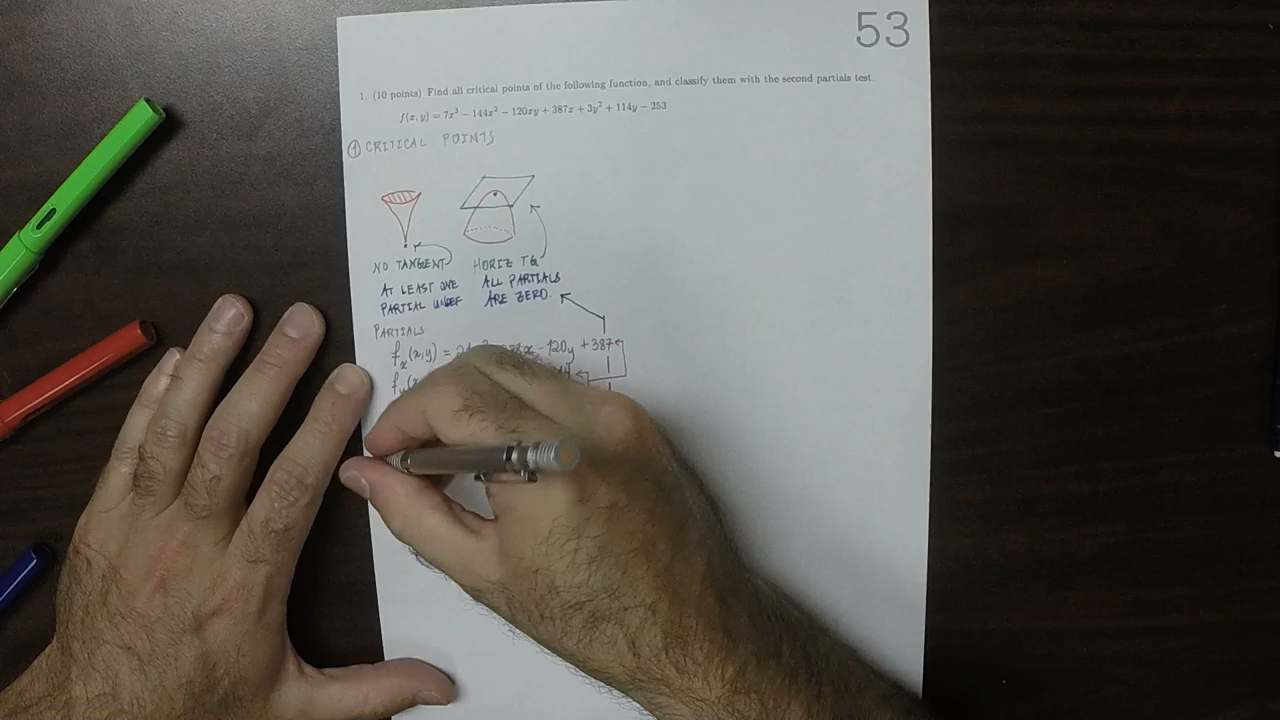 53
1. (10 points) Find all critical points of the following function, and classify them with the second partials test.
f(x, y) = 7x³ − 144x² − 120xy + 387x + 3y² + 114y − 253
① CRITICAL POINTS
NO TANGENT HORIZ TG
AT LEAST ONE ALL PARTIALS
PARTIAL UNDEF ARE ZERO.
PARTIALS
fₓ(x,y) = x − 120y + 387